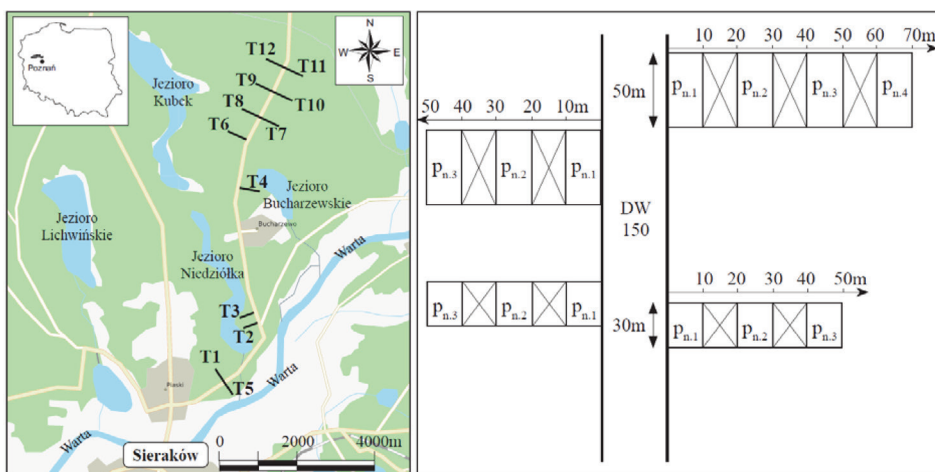 Poznań
N
W E
S
Jezioro
Kubek
T12
T11
T9
T10
T8
T7
T6
T4
Jezioro
Bucharzewskie
Bucharzewo
Jezioro
Lichwińskie
Jezioro
Niedziółka
Warta
T3
T2
T1
T5
Piaski
Warta
Warta
Sieraków
0 2000 4000m
10 20 30 40 50 60 70m
50m
pn.1 pn.2 pn.3 pn.4
50 40 30 20 10m
pn.3 pn.2 pn.1
DW
150
10 20 30 40 50m
30m
pn.1 pn.2 pn.3
pn.3 pn.2 pn.1